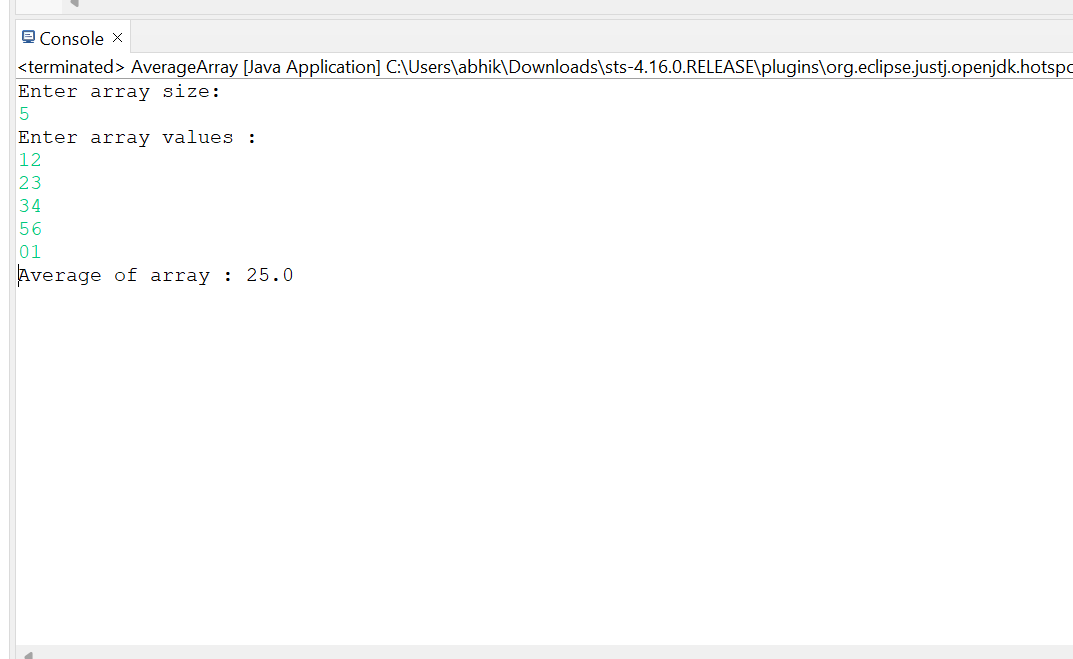 Console
<terminated> AverageArray [Java Application] C:\Users\abhik\Downloads\sts-4.16.0.RELEASE\plugins\org.eclipse.justj.openjdk.hotspo
Enter array size:
5
Enter array values :
12
23
34
56
01
Average of array : 25.0